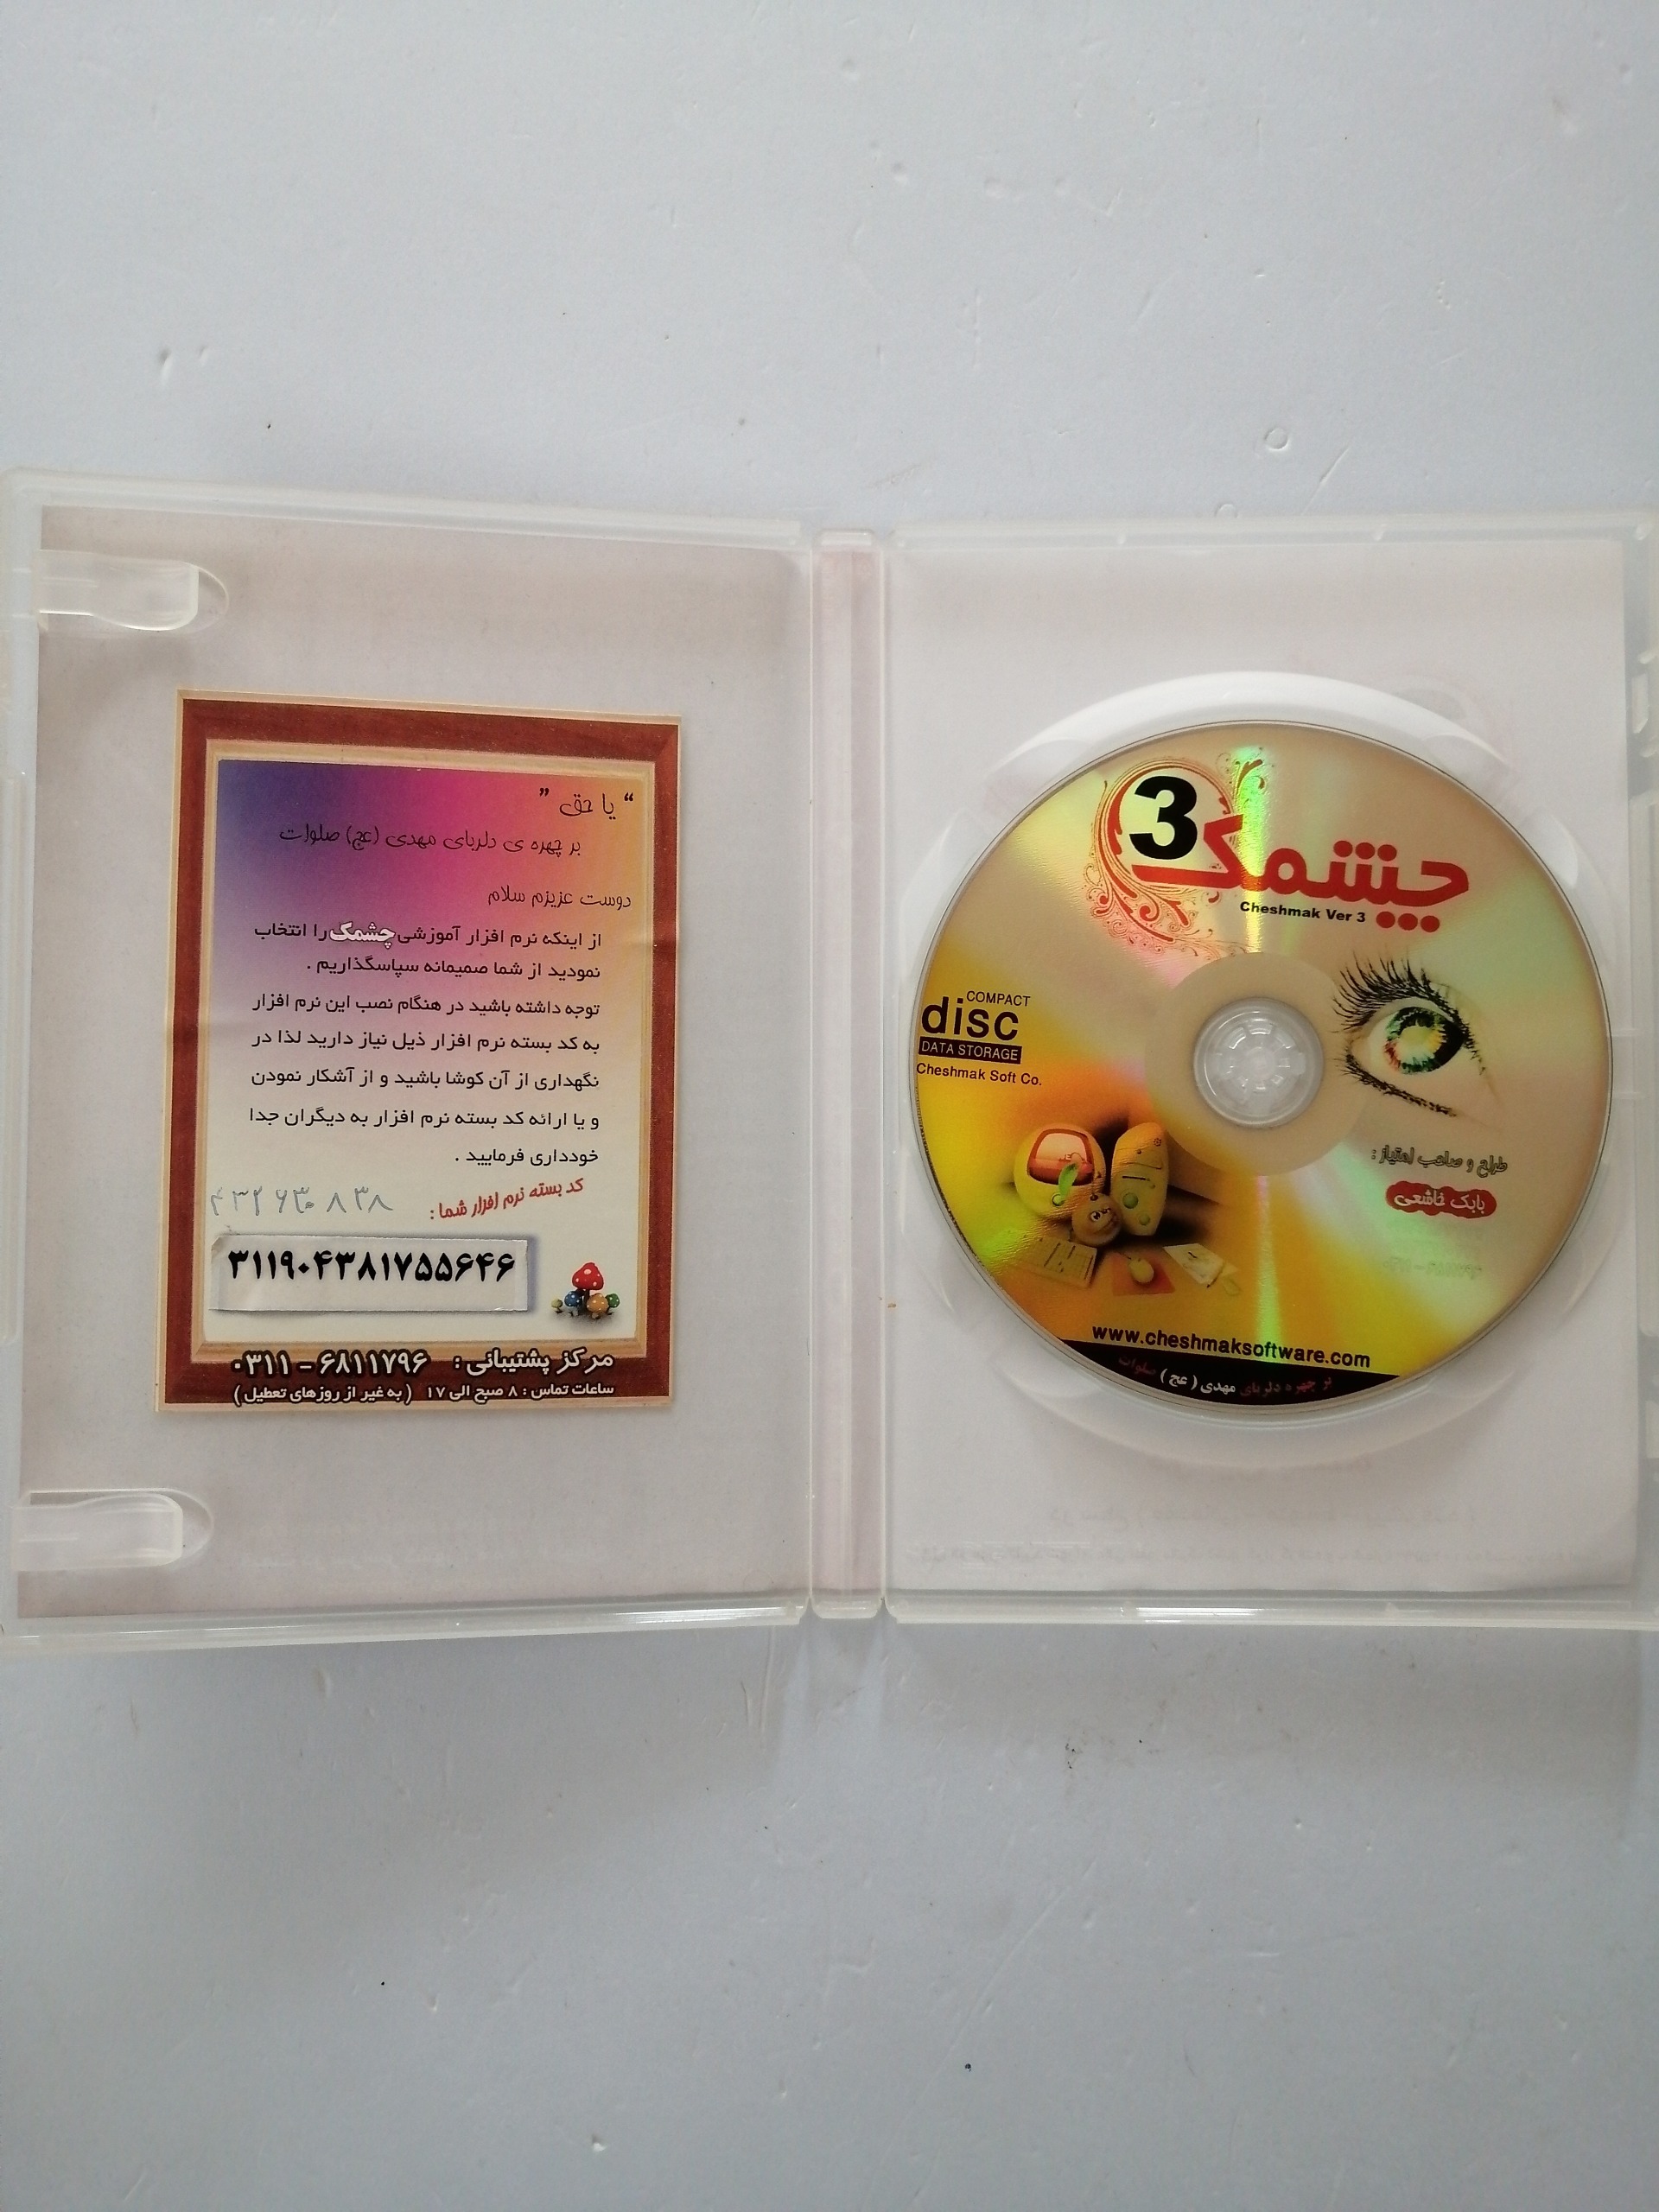 “ یا حق ”
بر چهره ی دلربای مهدی (عج) صلوات
دوست عزیزم سلام
از اینکه نرم افزار آموزشی چشمک را انتخاب
نمودید از شما صمیمانه سپاسگذاریم .
توجه داشته باشید در هنگام نصب این نرم افزار
به کد بسته نرم افزار ذیل نیاز دارید لذا در
نگهداری از آن کوشا باشید و از آشکار نمودن
و یا ارائه کد بسته نرم افزار به دیگران جدا
خودداری فرمایید .
کد بسته نرم افزار شما :
۳۱۱۹۰۴۳۸۱۷۵۵۶۴۶
مرکز پشتیبانی : ۶۸۱۱۷۹۶ - ۰۳۱۱
ساعات تماس : ۸ صبح الی ۱۷ ( به غیر از روزهای تعطیل )
چشمک 3
Cheshmak Ver 3
COMPACT
disc
DATA STORAGE
Cheshmak Soft Co.
طراح و صاحب امتیاز :
بابک خاشعی
www.cheshmaksoftware.com
بر چهره دلربای مهدی ( عج ) صلوات